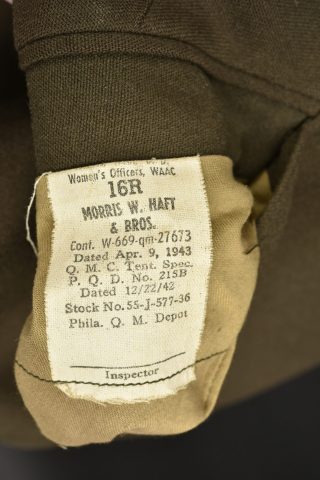 Women's Officers, WAAC
16R
MORRIS W. HAFT
& BROS.
Cont. W-669-qm-27673
Dated Apr. 9, 1943
Q. M. C. Tent. Spec.
P. Q. D. No. 215B
Dated 12/22/42
Stock No. 55-J-577-36
Phila. Q. M. Depot
Inspector